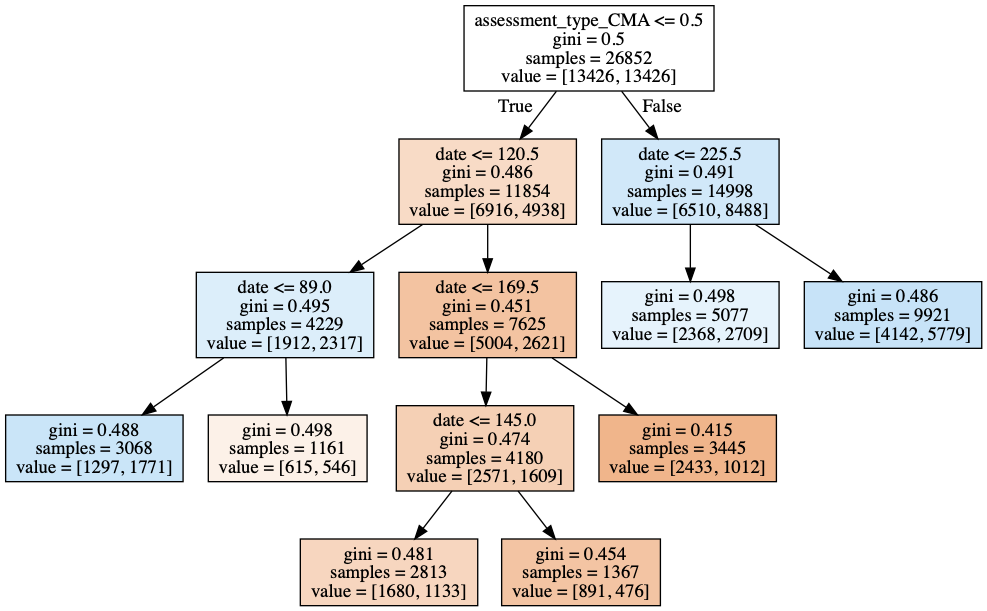 assessment_type_CMA <= 0.5
gini = 0.5
samples = 26852
value = [13426, 13426]
True
False
date <= 120.5
gini = 0.486
samples = 11854
value = [6916, 4938]
date <= 225.5
gini = 0.491
samples = 14998
value = [6510, 8488]
date <= 89.0
gini = 0.495
samples = 4229
value = [1912, 2317]
date <= 169.5
gini = 0.451
samples = 7625
value = [5004, 2621]
gini = 0.498
samples = 5077
value = [2368, 2709]
gini = 0.486
samples = 9921
value = [4142, 5779]
gini = 0.488
samples = 3068
value = [1297, 1771]
gini = 0.498
samples = 1161
value = [615, 546]
date <= 145.0
gini = 0.474
samples = 4180
value = [2571, 1609]
gini = 0.415
samples = 3445
value = [2433, 1012]
gini = 0.481
samples = 2813
value = [1680, 1133]
gini = 0.454
samples = 1367
value = [891, 476]